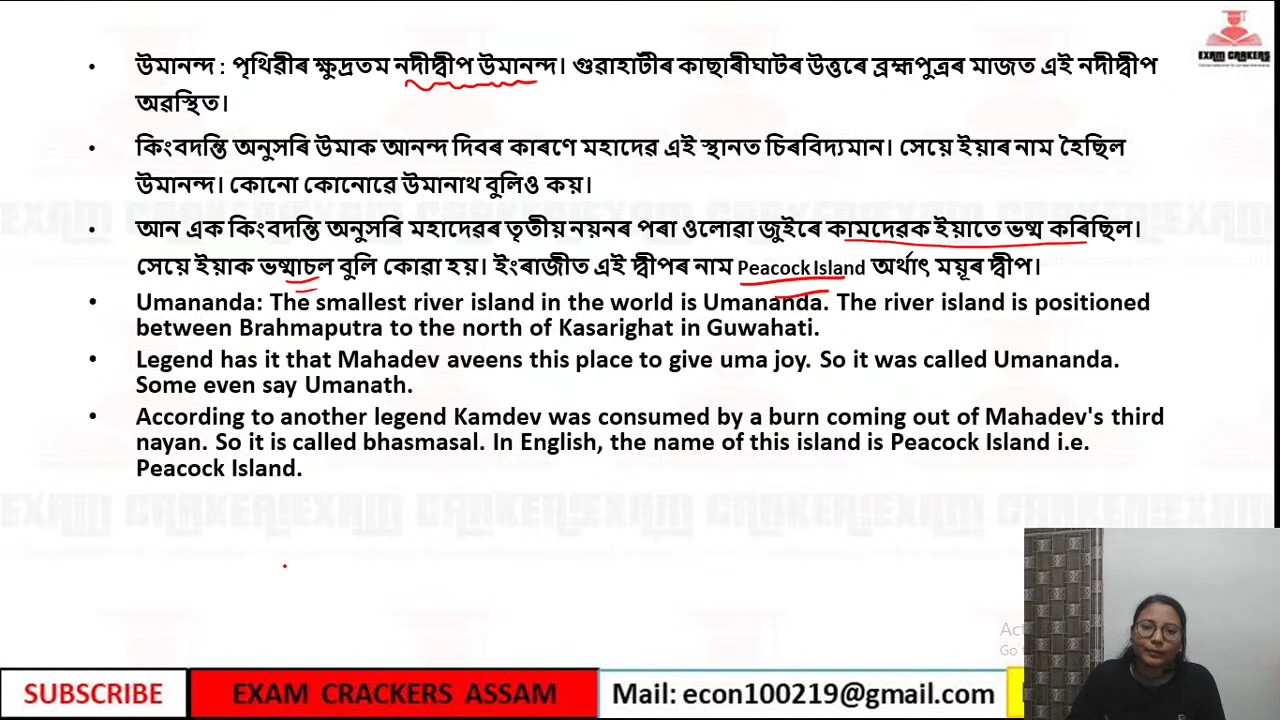 EXAM CRAKERS
• উমানন্দ : পৃথিৱীৰ ক্ষুদ্ৰতম নদীদ্বীপ উমানন্দ। গুৱাহাটীৰ কাছাৰীঘাটৰ উত্তৰে ব্ৰহ্মপুত্ৰৰ মাজত এই নদীদ্বীপ
অৱস্থিত।
• কিংবদন্তি অনুসৰি উমাক আনন্দ দিবৰ কাৰণে মহাদেৱ এই স্থানত চিৰবিদ্যমান। সেয়ে ইয়াৰ নাম হৈছিল
উমানন্দ। কোনো কোনোৱে উমানাথ বুলিও কয়।
• আন এক কিংবদন্তি অনুসৰি মহাদেৱৰ তৃতীয় নয়নৰ পৰা ওলোৱা জুইৰে কামদেৱক ইয়াতে ভষ্ম কৰিছিল।
সেয়ে ইয়াক ভষ্মাচল বুলি কোৱা হয়। ইংৰাজীত এই দ্বীপৰ নাম Peacock Island অৰ্থাৎ ময়ূৰ দ্বীপ।
• Umananda: The smallest river island in the world is Umananda. The river island is positioned
between Brahmaputra to the north of Kasarighat in Guwahati.
• Legend has it that Mahadev aveens this place to give uma joy. So it was called Umananda.
Some even say Umanath.
• According to another legend Kamdev was consumed by a burn coming out of Mahadev's third
nayan. So it is called bhasmasal. In English, the name of this island is Peacock Island i.e.
Peacock Island.
SUBSCRIBE
EXAM CRACKERS ASSAM
Mail: econ100219@gmail.com